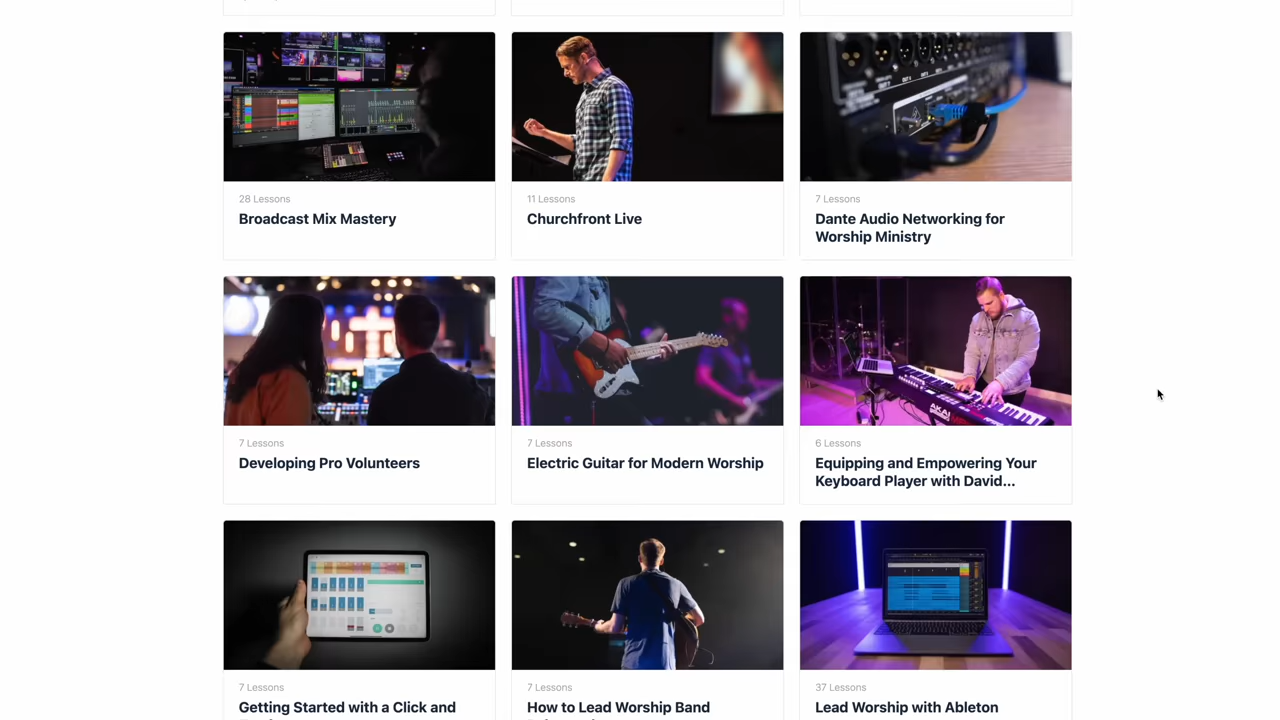 28 Lessons
Broadcast Mix Mastery
11 Lessons
Churchfront Live
7 Lessons
Dante Audio Networking for
Worship Ministry
7 Lessons
Developing Pro Volunteers
7 Lessons
Electric Guitar for Modern Worship
AKAI
6 Lessons
Equipping and Empowering Your
Keyboard Player with David...
7 Lessons
Getting Started with a Click and
7 Lessons
How to Lead Worship Band
37 Lessons
Lead Worship with Ableton